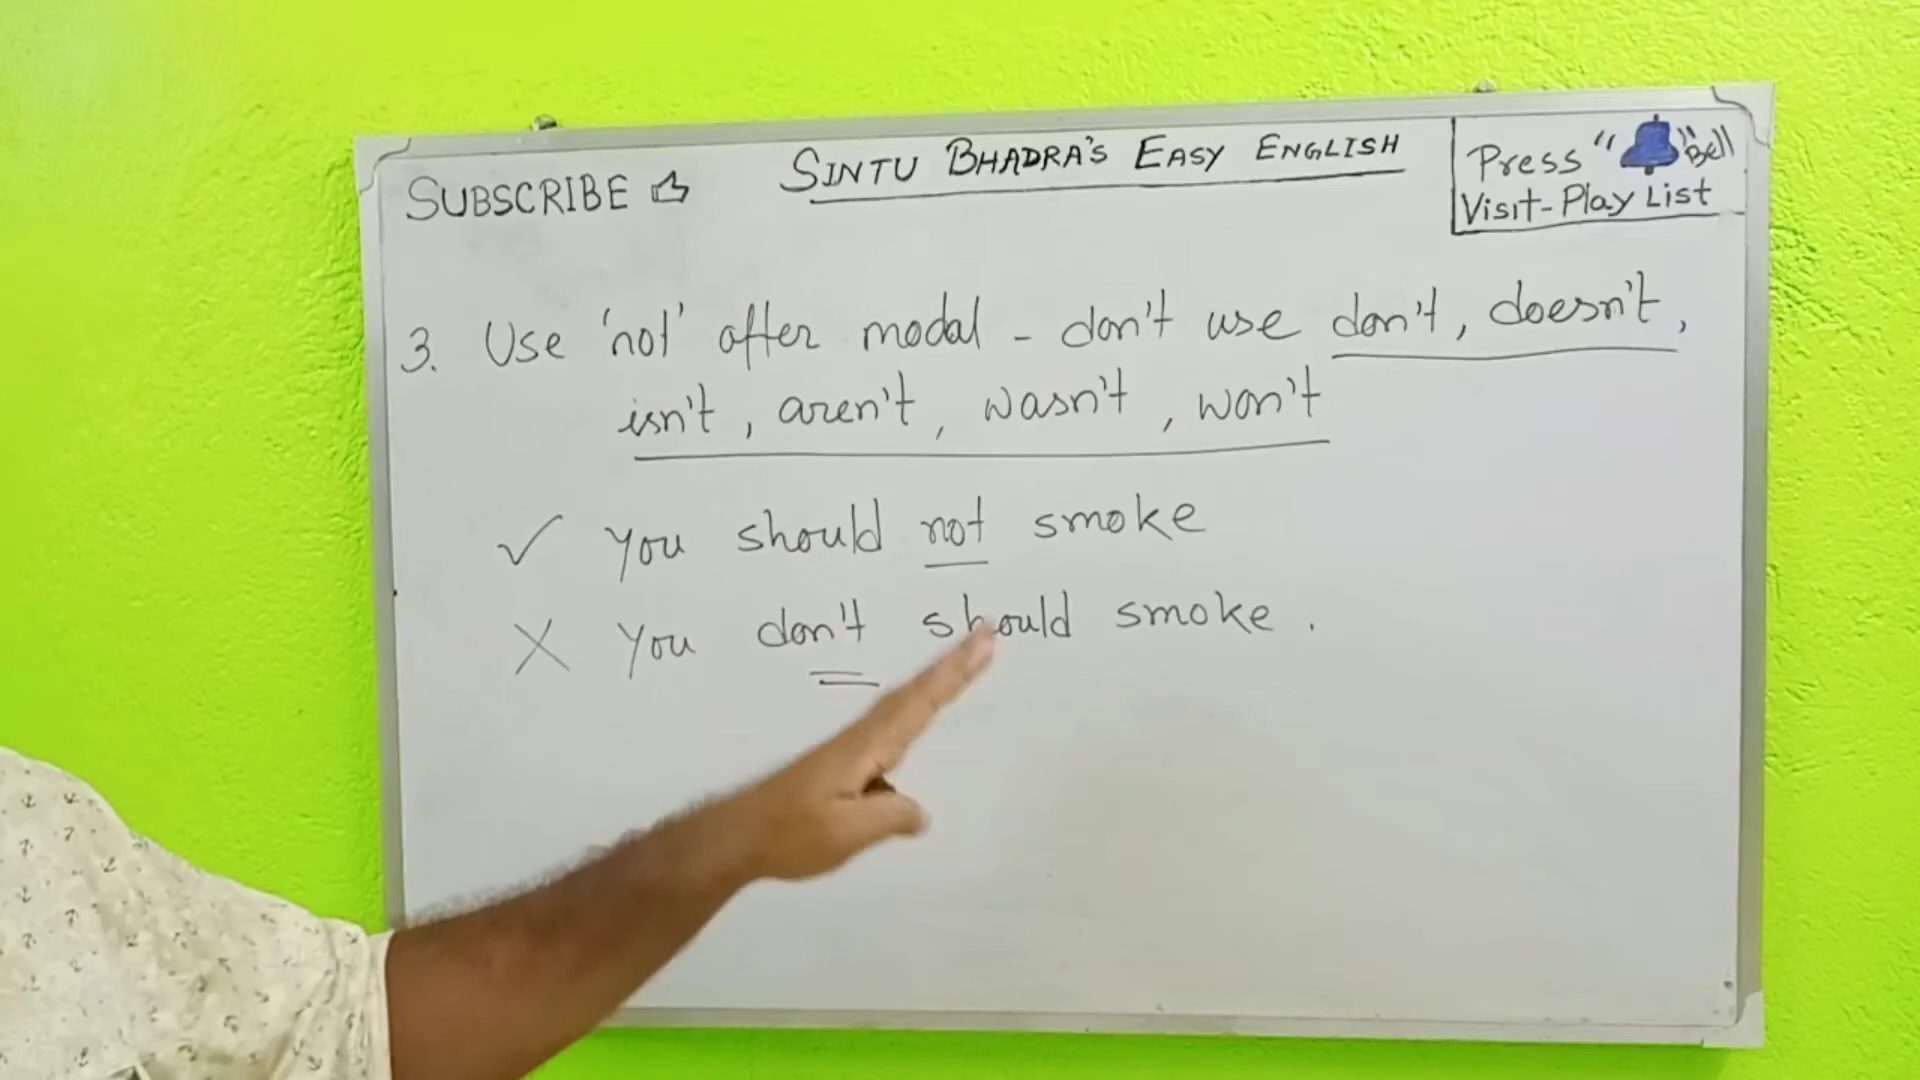 SUBSCRIBE
SINTU BHADRA'S EASY ENGLISH
Press " " Bell
Visit-Play List
3. Use 'not' after modal - don't use don't, doesn't,
isn't, aren't, wasn't, won't
✓ You should not smoke
X You don't should smoke.